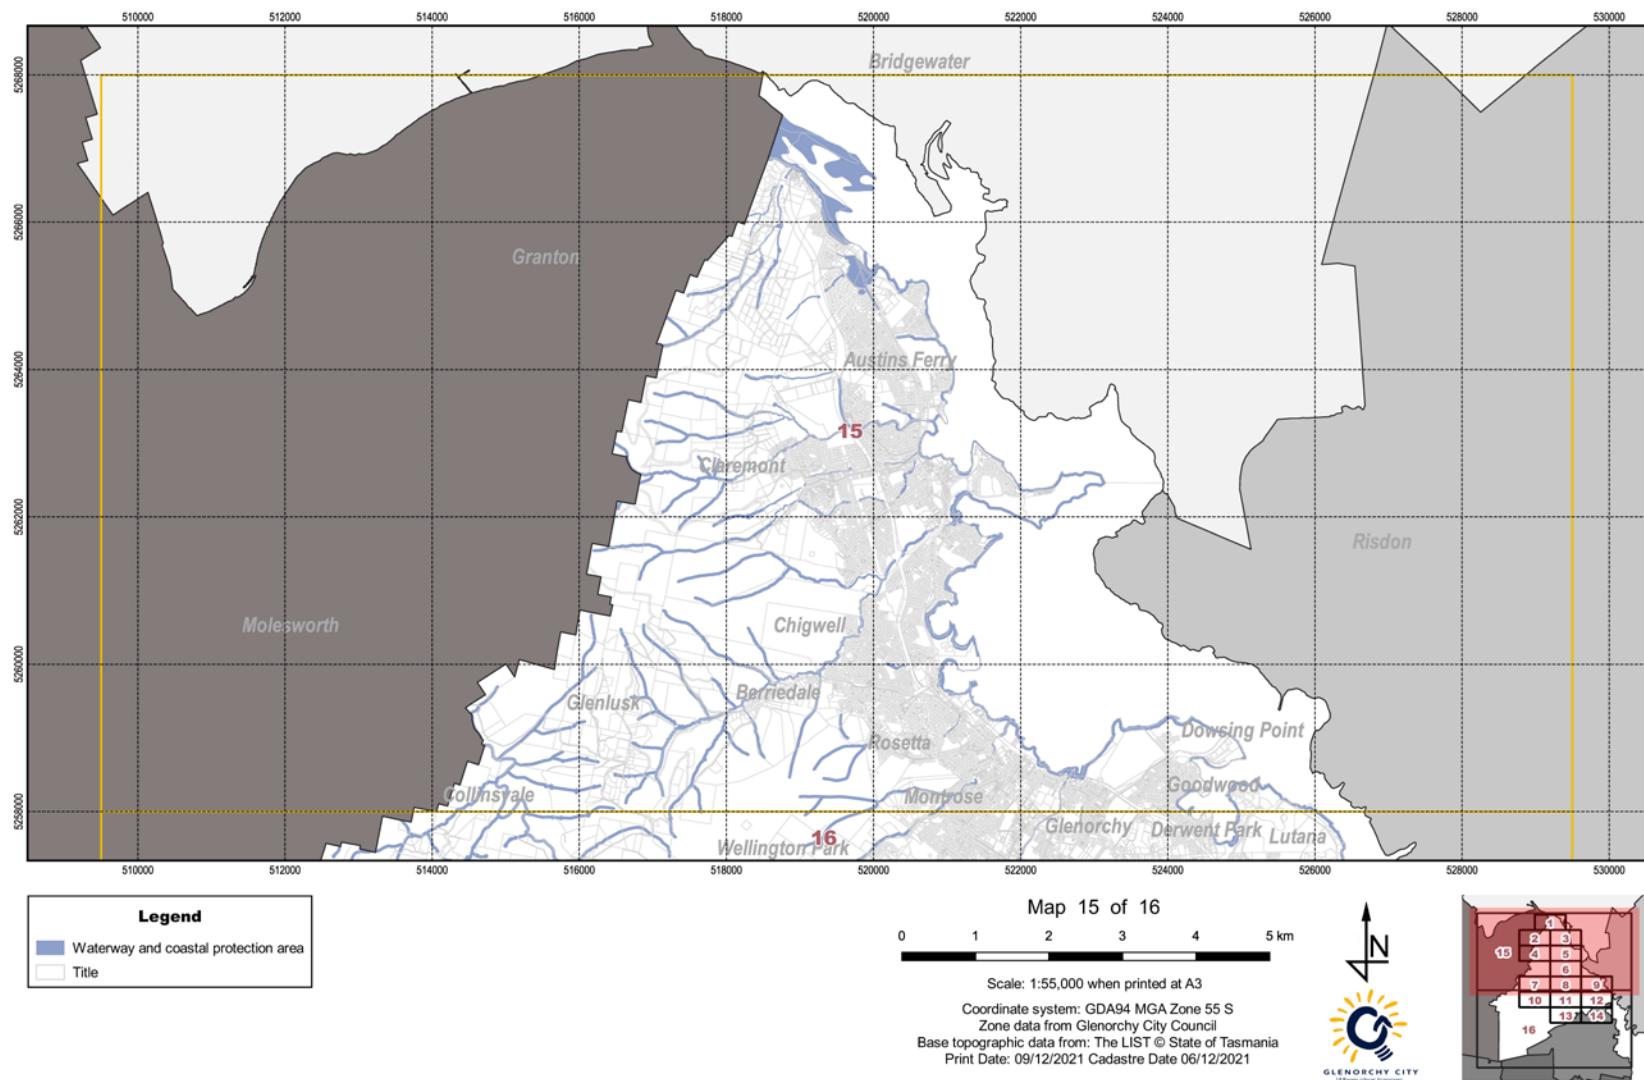 510000 512000 514000 516000 518000 520000 522000 524000 526000 528000 530000
Bridgewater
5268000
5266000
Granton
Austins Ferry
5264000
15
Claremont
5262000
Risdon
Molesworth
Chigwell
5260000
Berriedale
Glenlusk
Dowsing Point
Rosetta
Goodwood
Collinsvale
Montrose
5258000
Glenorchy
Derwent Park
Lutana
16
Wellington Park
510000 512000 514000 516000 518000 520000 522000 524000 526000 528000 530000
Legend
Waterway and coastal protection area
Title
Map 15 of 16
0 1 2 3 4 5 km
Scale: 1:55,000 when printed at A3
Coordinate system: GDA94 MGA Zone 55 S
Zone data from Glenorchy City Council
Base topographic data from: The LIST © State of Tasmania
Print Date: 09/12/2021 Cadastre Date 06/12/2021
N
GLENORCHY CITY
1
2 3
15 4 5
6
7 8 9
10 11 12
13 14
16